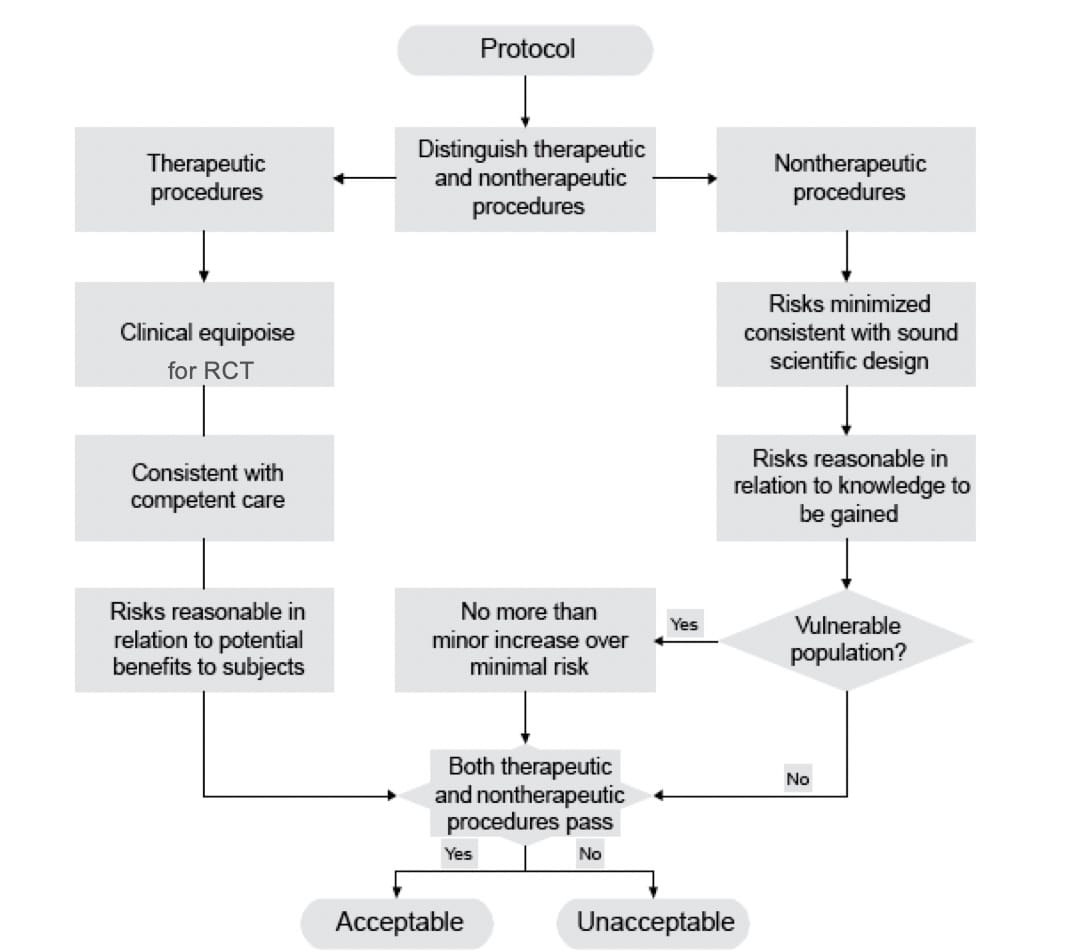 Protocol
Distinguish therapeutic
and nontherapeutic
procedures
Therapeutic
procedures
Nontherapeutic
procedures
Clinical equipoise
for RCT
Risks minimized
consistent with sound
scientific design
Consistent with
competent care
Risks reasonable in
relation to knowledge to
be gained
Risks reasonable in
relation to potential
benefits to subjects
No more than
minor increase over
minimal risk
Yes
Vulnerable
population?
Both therapeutic
and nontherapeutic
procedures pass
No
Yes
No
Acceptable
Unacceptable